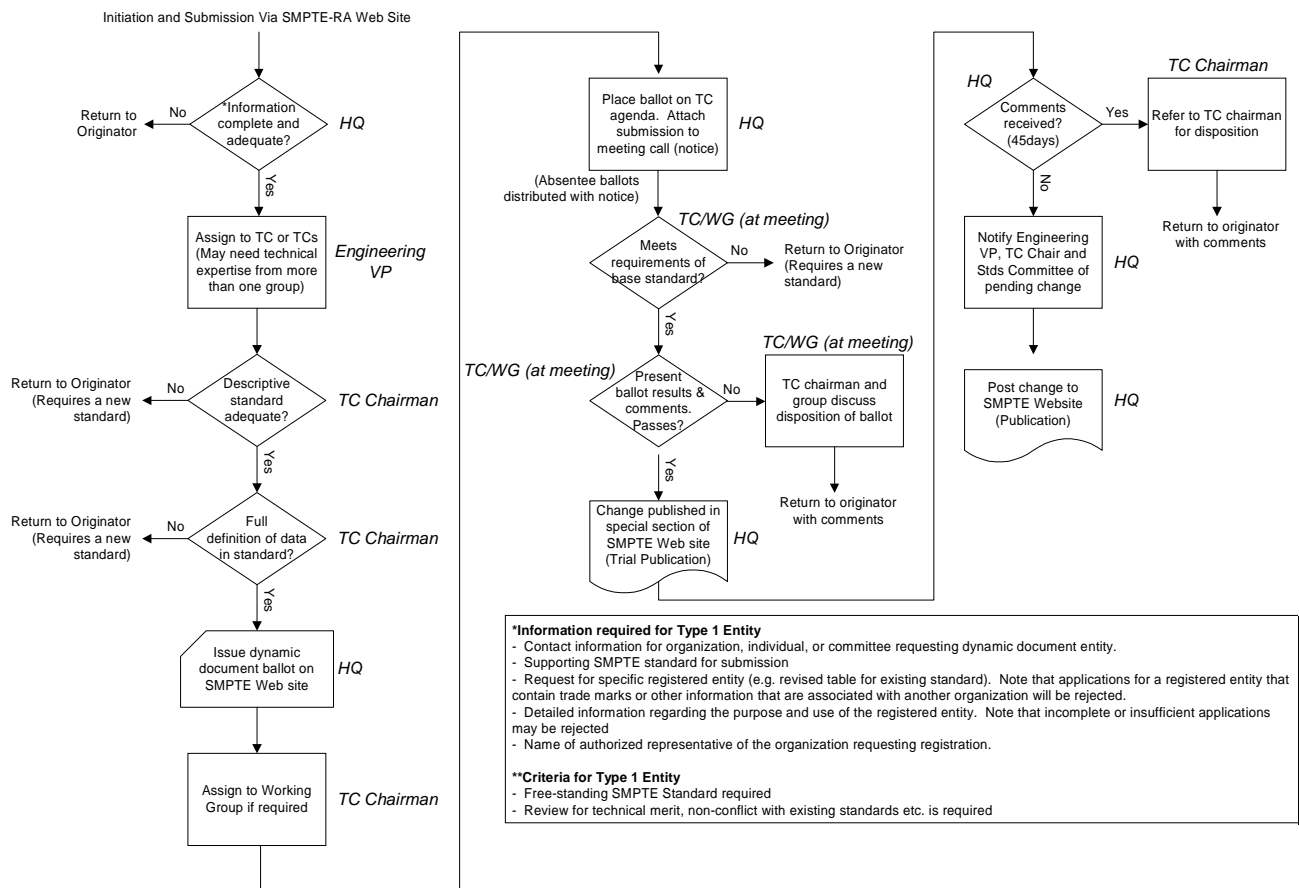 Initiation and Submission Via SMPTE-RA Web Site
*Information
complete and
adequate?
HQ
No
Return to
Originator
Yes
Assign to TC or TCs
(May need technical
expertise from more
than one group)
Engineering
VP
Descriptive
standard
adequate?
TC Chairman
No
Return to Originator
(Requires a new
standard)
Yes
Full
definition of data
in standard?
TC Chairman
No
Return to Originator
(Requires a new
standard)
Yes
Issue dynamic
document ballot on
SMPTE Web site
HQ
Assign to Working
Group if required
TC Chairman
Place ballot on TC
agenda. Attach
submission to
meeting call (notice)
HQ
(Absentee ballots
distributed with notice)
TC/WG (at meeting)
Meets
requirements of
base standard?
No
Return to Originator
(Requires a new
standard)
Yes
TC/WG (at meeting)
Present
ballot results &
comments.
Passes?
No
TC/WG (at meeting)
TC chairman and
group discuss
disposition of ballot
Return to originator
with comments
Yes
Change published in
special section of
SMPTE Web site
(Trial Publication)
HQ
HQ
Comments
received?
(45days)
Yes
TC Chairman
Refer to TC chairman
for disposition
Return to originator
with comments
No
Notify Engineering
VP, TC Chair and
Stds Committee of
pending change
HQ
Post change to
SMPTE Website
(Publication)
HQ
*Information required for Type 1 Entity
- Contact information for organization, individual, or committee requesting dynamic document entity.
- Supporting SMPTE standard for submission
- Request for specific registered entity (e.g. revised table for existing standard). Note that applications for a registered entity that
contain trade marks or other information that are associated with another organization will be rejected.
- Detailed information regarding the purpose and use of the registered entity. Note that incomplete or insufficient applications
may be rejected
- Name of authorized representative of the organization requesting registration.
**Criteria for Type 1 Entity
- Free-standing SMPTE Standard required
- Review for technical merit, non-conflict with existing standards etc. is required